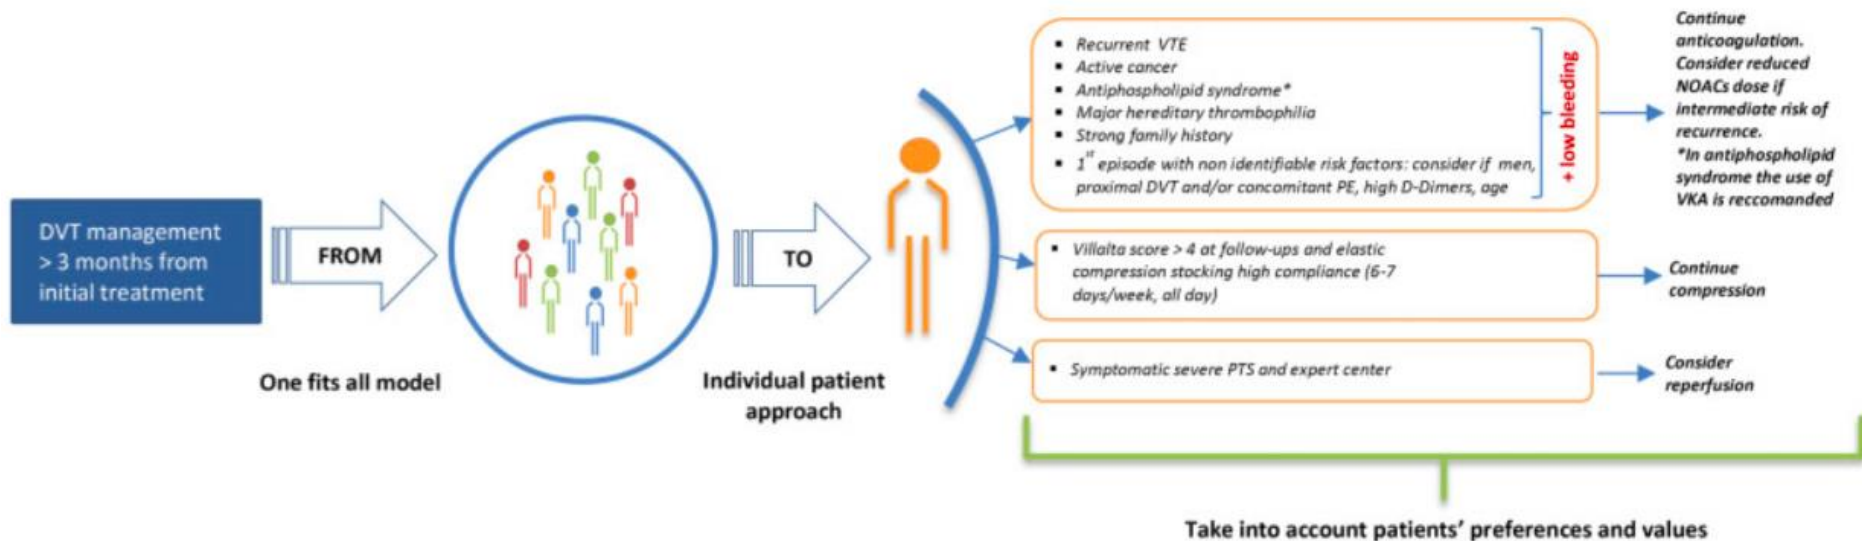 DVT management
> 3 months from
initial treatment
FROM
One fits all model
TO
Individual patient
approach
▪ Recurrent VTE
▪ Active cancer
▪ Antiphospholipid syndrome*
▪ Major hereditary thrombophilia
▪ Strong family history
▪ 1st episode with non identifiable risk factors: consider if men,
proximal DVT and/or concomitant PE, high D-Dimers, age
+ low bleeding
Continue
anticoagulation.
Consider reduced
NOACs dose if
intermediate risk of
recurrence.
*In antiphospholipid
syndrome the use of
VKA is reccomanded
▪ Villalta score > 4 at follow-ups and elastic
compression stocking high compliance (6-7
days/week, all day)
Continue
compression
▪ Symptomatic severe PTS and expert center
Consider
reperfusion
Take into account patients' preferences and values